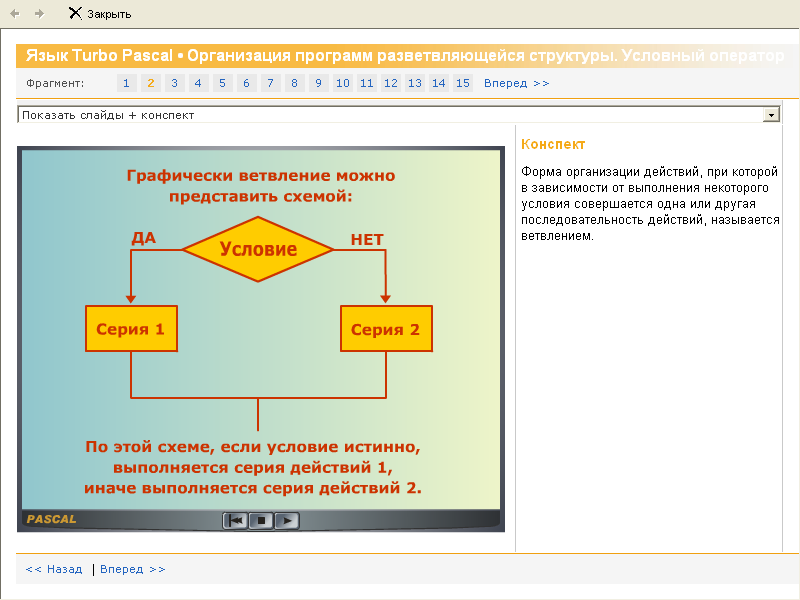 Закрыть
Язык Turbo Pascal • Организация программ разветвляющейся структуры. Условный оператор
Фрагмент: 1 2 3 4 5 6 7 8 9 10 11 12 13 14 15 Вперед >>
Показать слайды + конспект
Графически ветвление можно
представить схемой:
ДА
НЕТ
Условие
Серия 1
Серия 2
По этой схеме, если условие истинно,
выполняется серия действий 1,
иначе выполняется серия действий 2.
PASCAL
Конспект
Форма организации действий, при которой
в зависимости от выполнения некоторого
условия совершается одна или другая
последовательность действий, называется
ветвлением.
<< Назад | Вперед >>